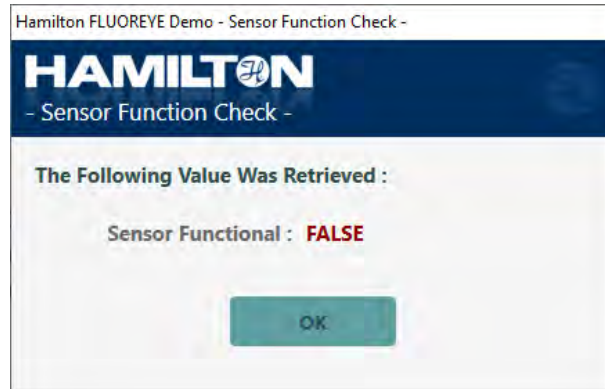 Hamilton FLUOREYE Demo - Sensor Function Check -
HAMILTON
- Sensor Function Check -
The Following Value Was Retrieved :
Sensor Functional : FALSE
OK